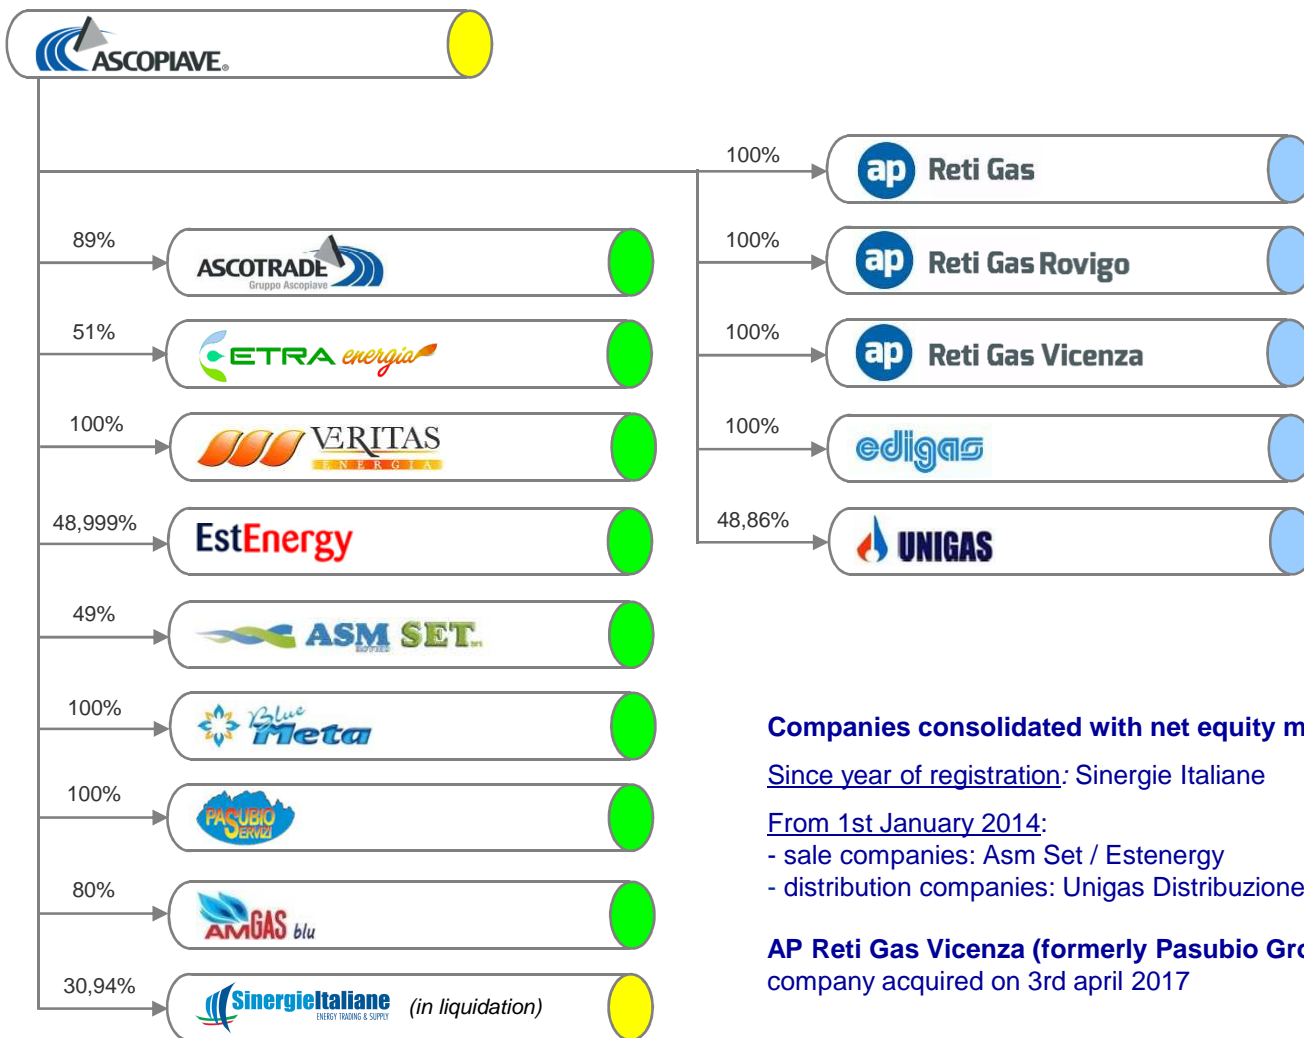 ASCOPIAVE®
100%
ap Reti Gas
89%
ASCOTRADE
Gruppo Ascopiave
100%
ap Reti Gas Rovigo
51%
ETRA energia
100%
ap Reti Gas Vicenza
100%
VERITAS
ENERGIA
100%
edigas
48,999%
EstEnergy
48,86%
UNIGAS
49%
ASM SET
ROVIGO
100%
Blue
Meta
100%
PASUBIO
SERVIZI
80%
AMGAS blu
30,94%
SinergieItaliane (in liquidation)
ENERGY TRADING & SUPPLY
Companies consolidated with net equity m
Since year of registration: Sinergie Italiane
From 1st January 2014:
- sale companies: Asm Set / Estenergy
- distribution companies: Unigas Distribuzione
AP Reti Gas Vicenza (formerly Pasubio Gro
company acquired on 3rd april 2017